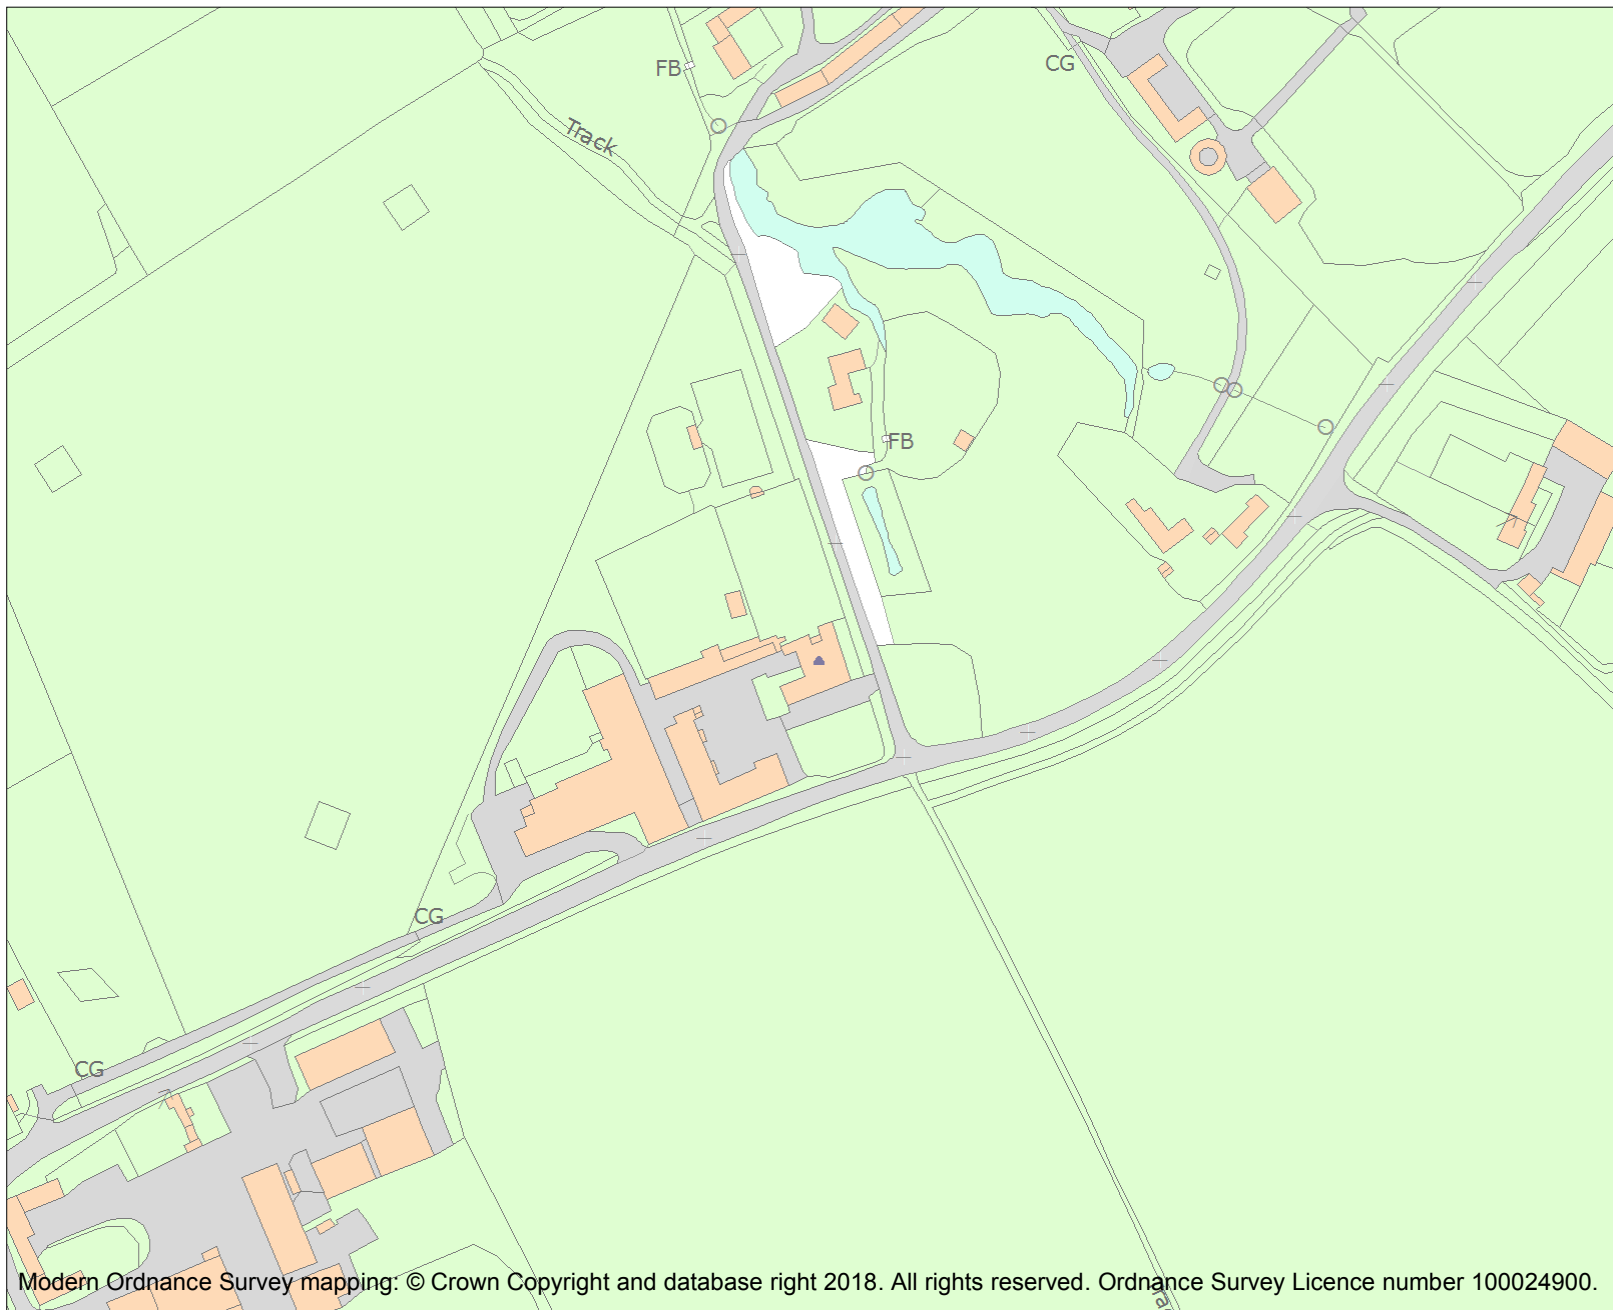 FB
CG
Track
FB
CG
CG
Modern Ordnance Survey mapping: © Crown Copyright and database right 2018. All rights reserved. Ordnance Survey Licence number 100024900.